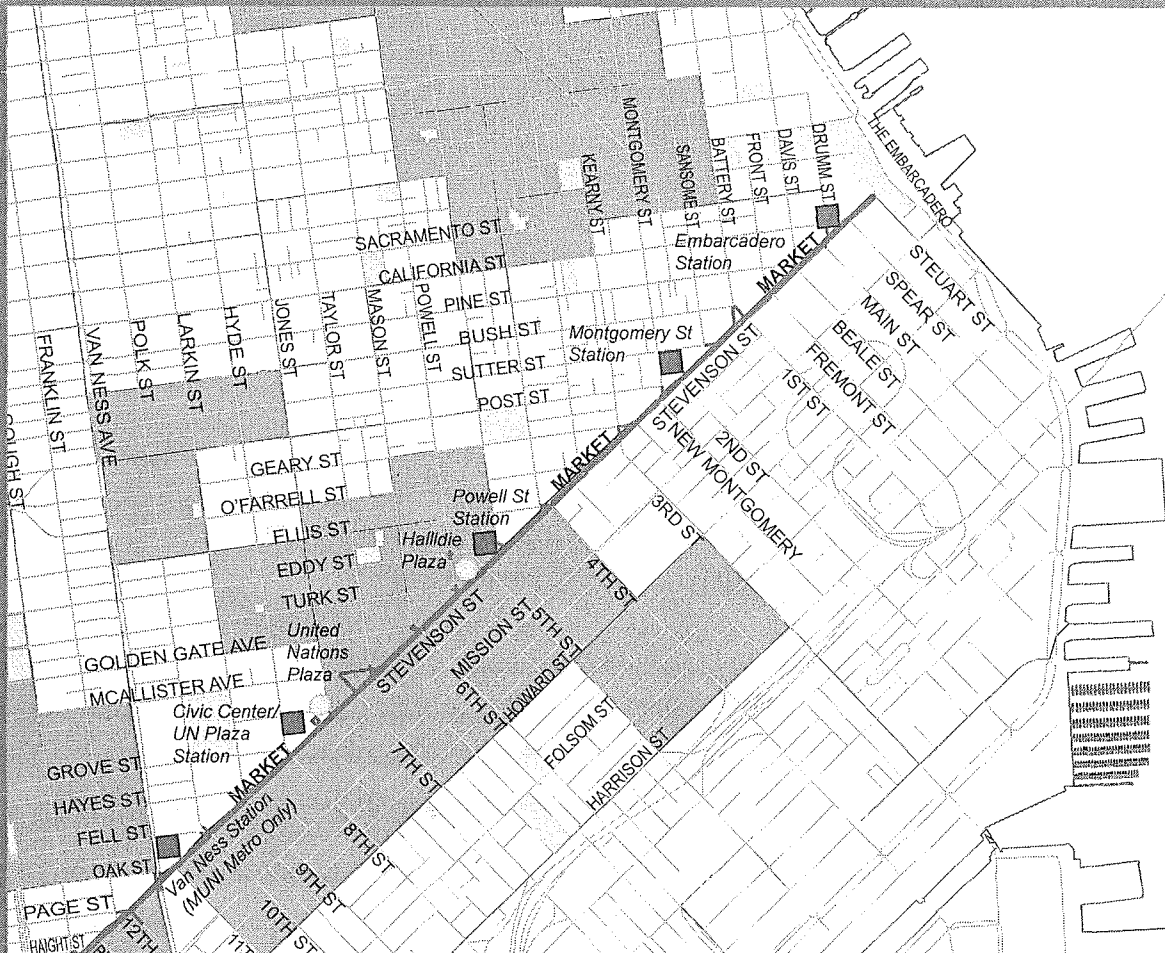 MONTGOMERY ST
KEARNY ST
SANSOME ST
BATTERY ST
FRONT ST
DAVIS ST
DRUMM ST
THE EMBARCADERO
SACRAMENTO ST
CALIFORNIA ST
PINE ST
BUSH ST
SUTTER ST
POST ST
Embarcadero
Station
MARKET
STEUART ST
SPEAR ST
MAIN ST
BEALE ST
FREMONT ST
1ST ST
FRANKLIN ST
VAN NESS AVE
POLK ST
LARKIN ST
HYDE ST
JONES ST
TAYLOR ST
MASON ST
POWELL ST
Montgomery St
Station
STEVENSON ST
STEVENSON ST
2ND ST
NEW MONTGOMERY
3RD ST
MARKET
GOUGH ST
GEARY ST
O'FARRELL ST
ELLIS ST
EDDY ST
TURK ST
Powell St
Station
Hallidie
Plaza
4TH ST
5TH ST
MISSION ST
6TH ST
HOWARD ST
STEVENSON ST
GOLDEN GATE AVE
MCALLISTER AVE
United
Nations
Plaza
Civic Center/
UN Plaza
Station
MARKET
7TH ST
FOLSOM ST
HARRISON ST
GROVE ST
HAYES ST
FELL ST
OAK ST
PAGE ST
HAIGHT ST
Van Ness Station
(MUNI Metro Only)
8TH ST
9TH ST
10TH ST
11T
12TH